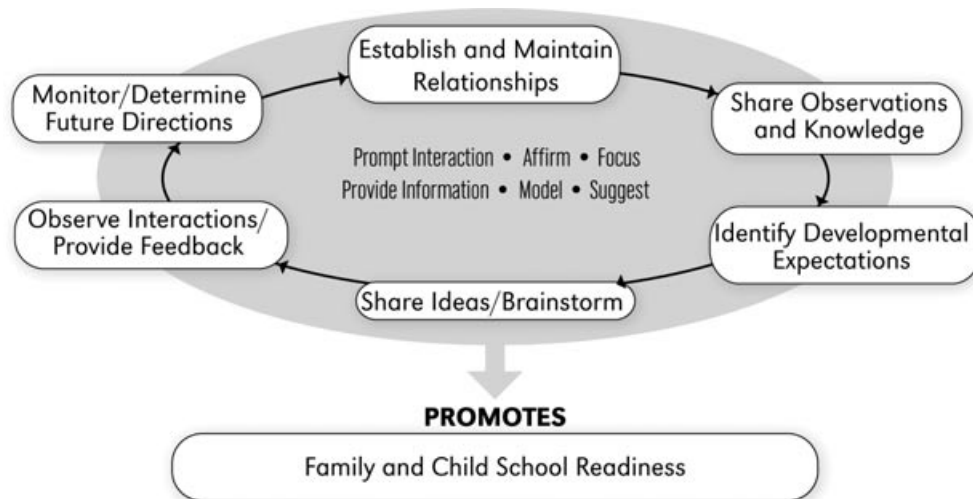 Establish and Maintain
Relationships
Share Observations
and Knowledge
Identify Developmental
Expectations
Share Ideas/Brainstorm
Observe Interactions/
Provide Feedback
Monitor/Determine
Future Directions
Prompt Interaction • Affirm • Focus
Provide Information • Model • Suggest
PROMOTES
Family and Child School Readiness